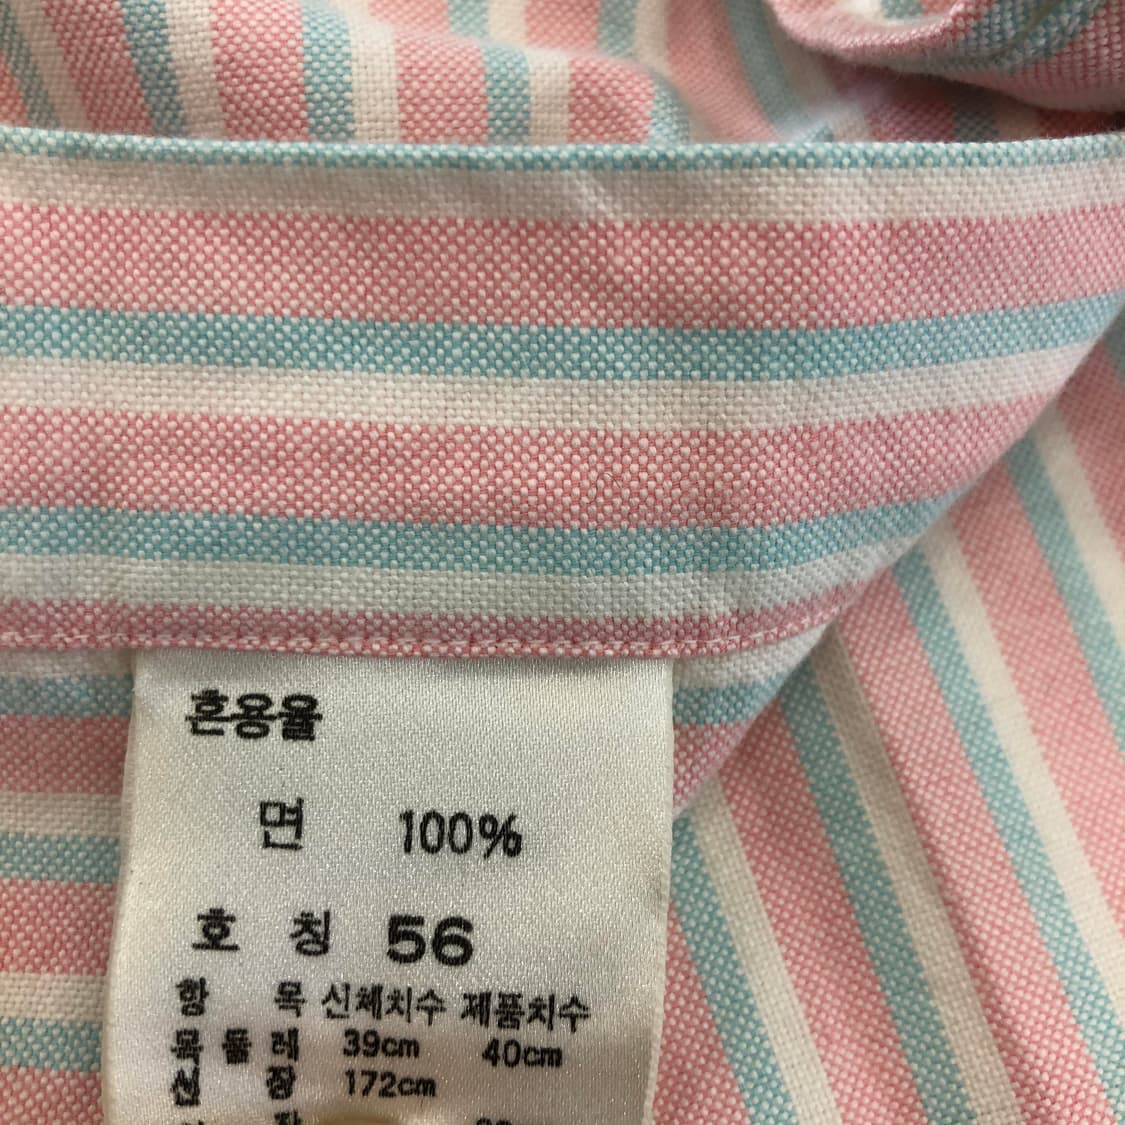 혼용율
면 100%
호 칭 56
항 목 신체치수 제품치수
목 둘 레 39cm 40cm
신 장 172cm